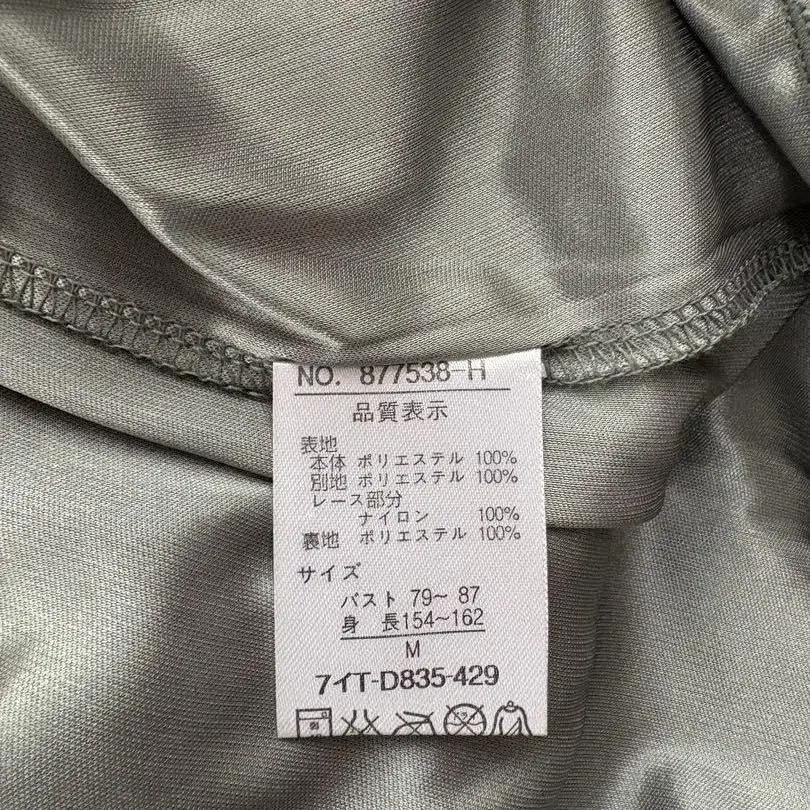 NO. 877538-H
品質表示
表地
本体 ポリエステル 100%
別地 ポリエステル 100%
レース部分
ナイロン 100%
裏地 ポリエステル 100%
サイズ
バスト 79~ 87
身 長154~162
M
7イT-D835-429